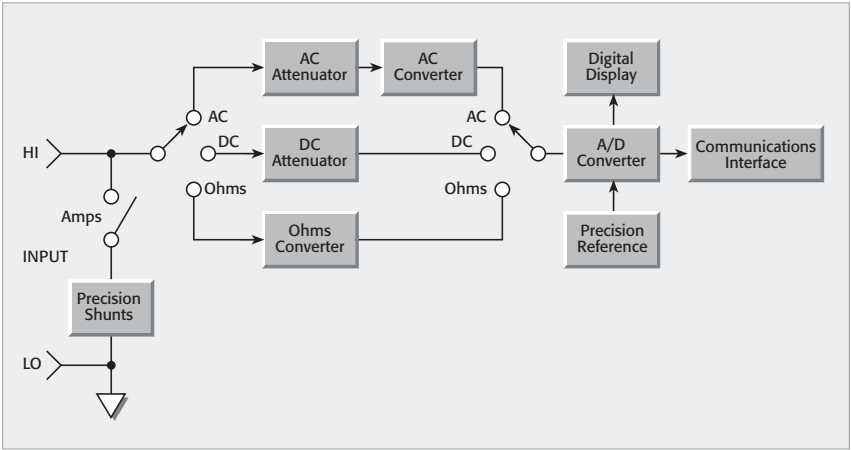 AC
Attenuator
AC
Converter
Digital
Display
AC
AC
HI
DC
DC
Attenuator
DC
A/D
Converter
Communications
Interface
Ohms
Ohms
Amps
Ohms
Converter
Precision
Reference
INPUT
Precision
Shunts
LO